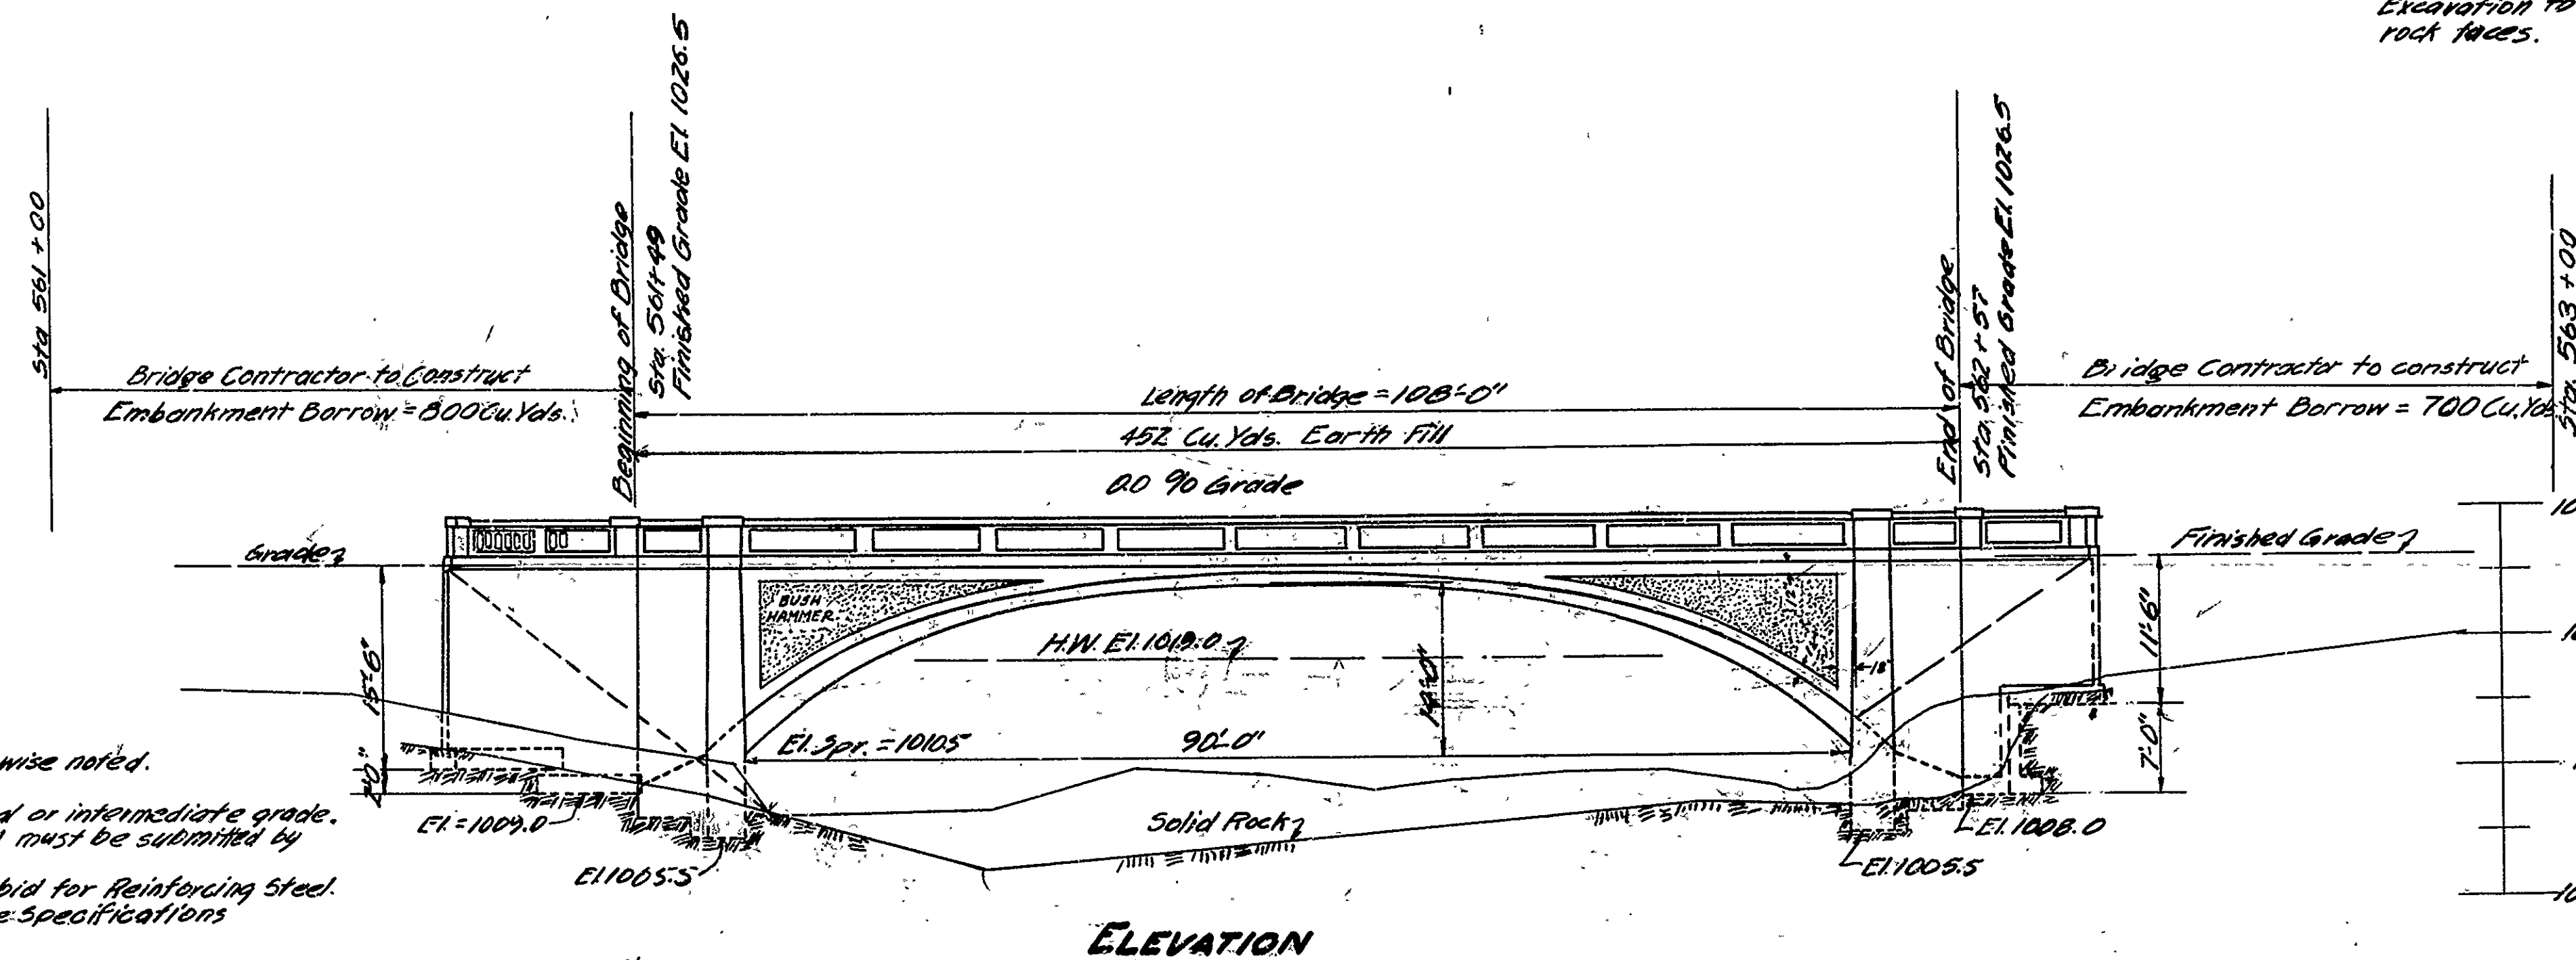 Excavation to
rock faces.
Sta 561 + 00
Beginning of Bridge
Sta. 561+49
Finished Grade El. 1026.5
End of Bridge
Sta. 562 + 57
Finished Grade El. 1026.5
Sta. 563 + 00
Bridge Contractor to Construct
Embankment Borrow = 800 Cu. Yds.
Length of Bridge = 108'-0"
452 Cu. Yds. Earth Fill
0.0 % Grade
Bridge Contractor to construct
Embankment Borrow = 700 Cu. Yds.
Grade
Finished Grade
BUSH
HAMMER
H.W. El. 1019.0
15'-6"
2'-0"
12"
18"
14'-0"
11'-6"
7'-0"
El. Spr. = 1010.5
90'-0"
El. = 1009.0
El. 1005.5
Solid Rock
El. 1005.5
El. 1008.0
wise noted.
or intermediate grade.
must be submitted by
bid for Reinforcing Steel.
Specifications
ELEVATION